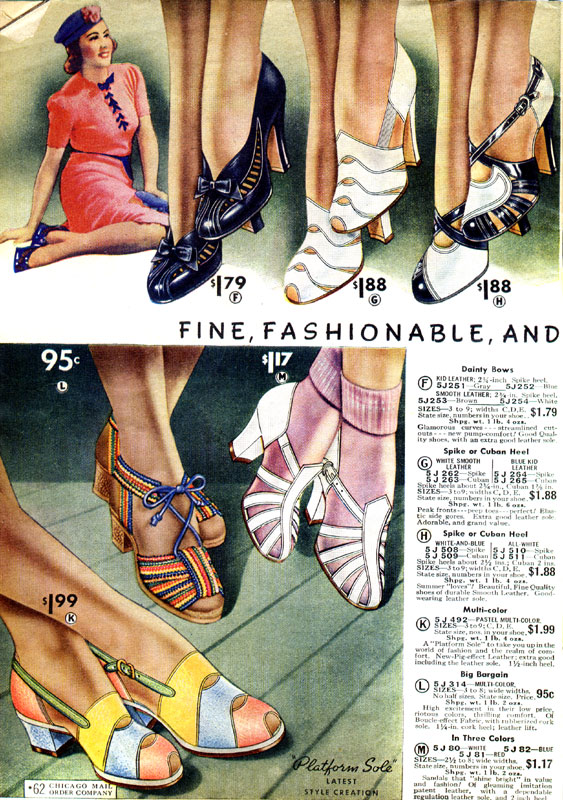 $1.79
F
$1.88
G
$1.88
H
FINE, FASHIONABLE, AND
95c
L
$1.17
M
$1.99
K
"Platform Sole"
LATEST
STYLE CREATION
*62 CHICAGO MAIL
ORDER COMPANY
Dainty Bows
F KID LEATHER; 2¼-inch Spike heel.
5J251—Gray 5J252—Blue
SMOOTH LEATHER; 2¼ in. Spike heel.
5J253—Brown 5J254—White
SIZES—3 to 9; widths C, D, E.
State size, numbers in your shoe. $1.79
Shpg. wt. 1 lb. 4 ozs.
Glamorous curves -- streamlined cut-
outs -- new pump-comfort! Good Qual-
ity shoes, with an extra good leather sole.
Spike or Cuban Heel
G WHITE SMOOTH LEATHER BLUE KID LEATHER
5J262—Spike 5J264—Spike
5J263—Cuban 5J265—Cuban
Spike heels about 2¼-in., Cuban
SIZES—3 to 9; widths C, D, E.
State size, numbers in your shoe. $1.88
Shpg. wt. 1 lb. 6 ozs.
Peak fronts--peep toes--perfect! Elas-
tic side gores. Extra good leather sole.
Adorable, and grand value.
Spike or Cuban Heel
H WHITE-AND-BLUE ALL WHITE
5J508—Spike 5J510—Spike
5J509—Cuban 5J511—Cuban
Spike heels about 2½ ins.; Cuban 2 ins.
SIZES—3 to 9; widths C, D, E.
State size, numbers in your shoe. $1.88
Shpg. wt. 1 lb. 4 ozs.
Summer "loves"! Beautiful, Fine Quality
shoes of durable Smooth Leather. Good-
wearing leather sole.
Multi-color
K 5J492—PASTEL MULTI-COLOR.
SIZES—3 to 9; C, D, E.
State size, nos. in your shoe. $1.99
Shpg. wt. 1 lb. 4 ozs.
A "Platform Sole" to take you up in the
world of fashion and the realm of com-
fort. New-Pig-effect Leather; extra good
including the leather sole. 1½-inch heel.
Big Bargain
L 5J314—MULTI-COLOR.
SIZES—3 to 8; wide widths.
No half sizes. State size. Price, 95c
Shpg. wt. 1 lb. 2 ozs.
High excitement in their low price,
riotous colors, thrilling comfort. Of
Boucle-effect Fabric, with rubberized cork
sole. 1¼-in. cork heel; leather lift.
In Three Colors
M 5J80—WHITE 5J82—BLUE
5J81—RED
SIZES—2½ to 8; wide widths.
State size, numbers in your shoe. $1.17
Shpg. wt. 1 lb. 2 ozs.
Sandals that "shine bright" in value
and fashion! Of gleaming imitation
patent leather, with a dependable
regulation leather sole, and 2 inch heel.